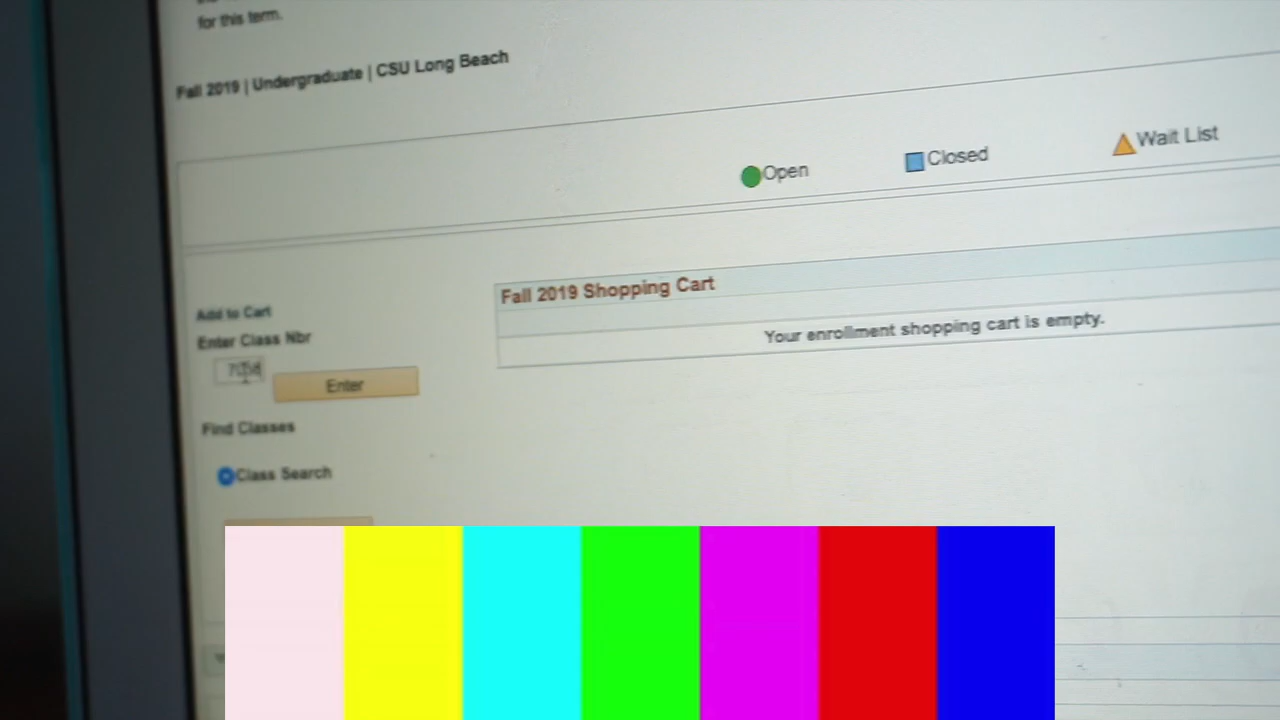 for this term.
Fall 2019 | Undergraduate | CSU Long Beach
Open
Closed
Wait List
Add to Cart
Fall 2019 Shopping Cart
Enter Class Nbr
Your enrollment shopping cart is empty.
Enter
Find Classes
Class Search